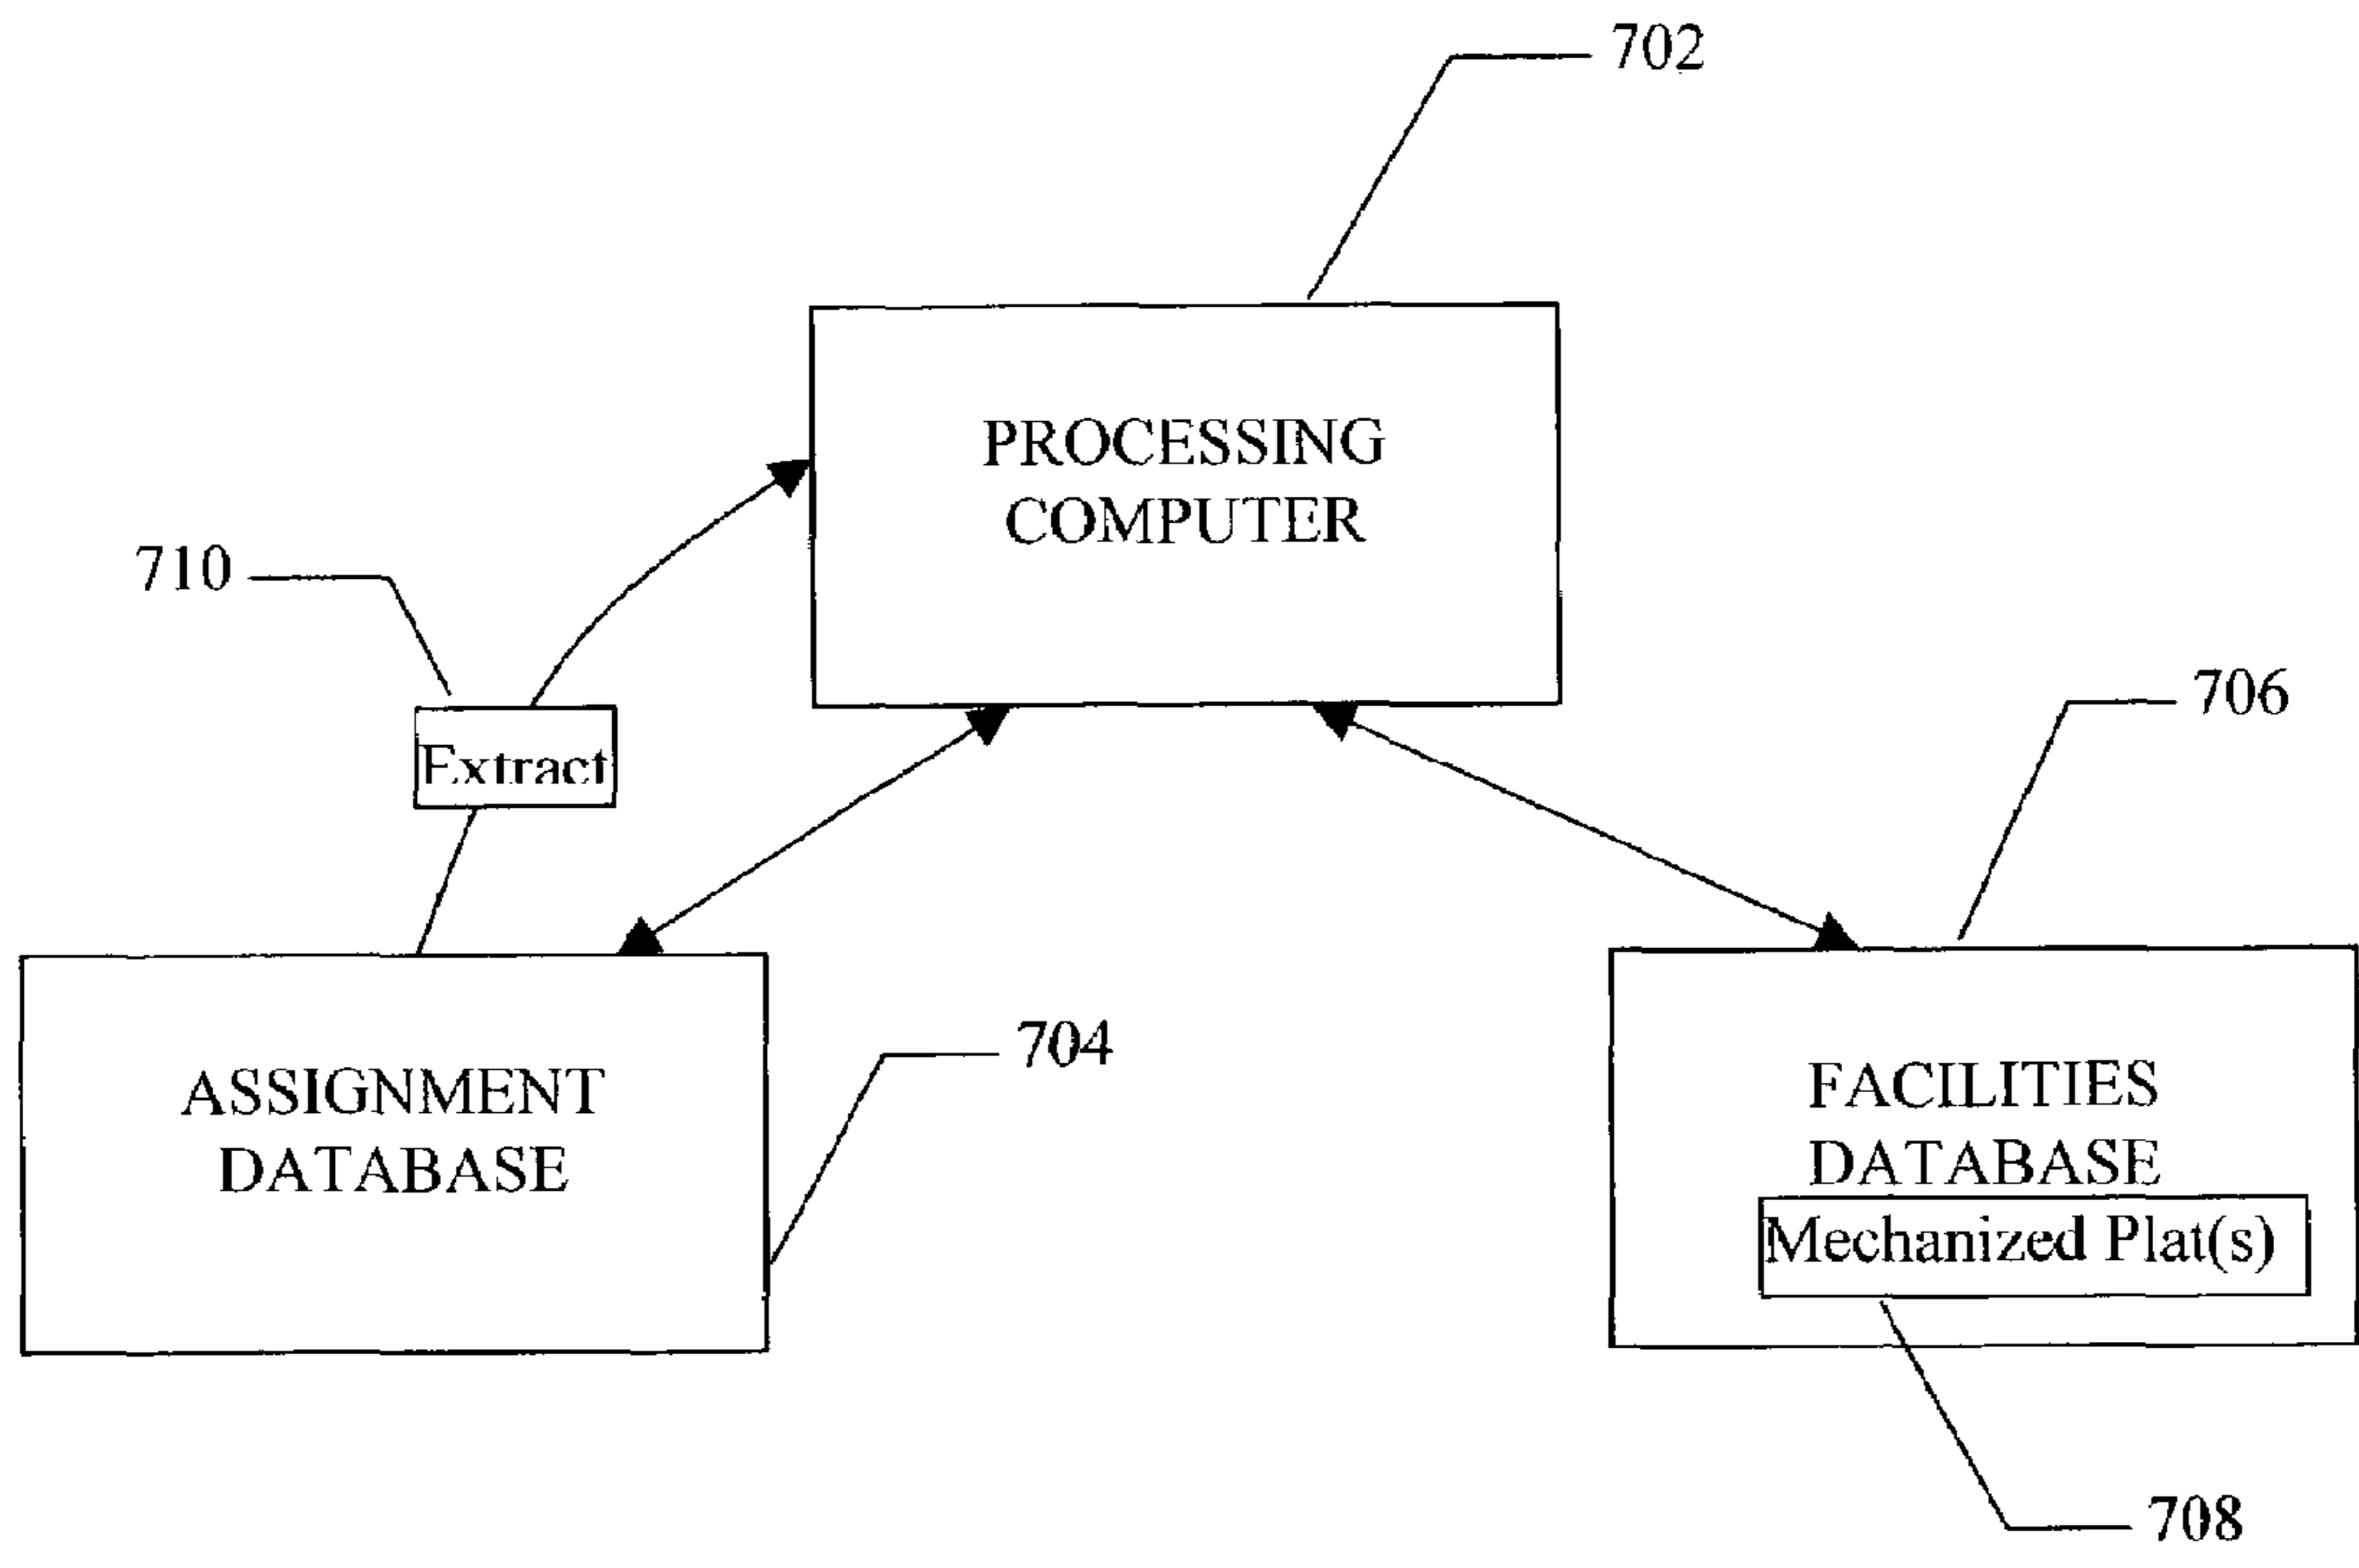 702
PROCESSING
COMPUTER
710
706
Extract
704
ASSIGNMENT
DATABASE
FACILITIES
DATABASE
Mechanized Plat(s)
708